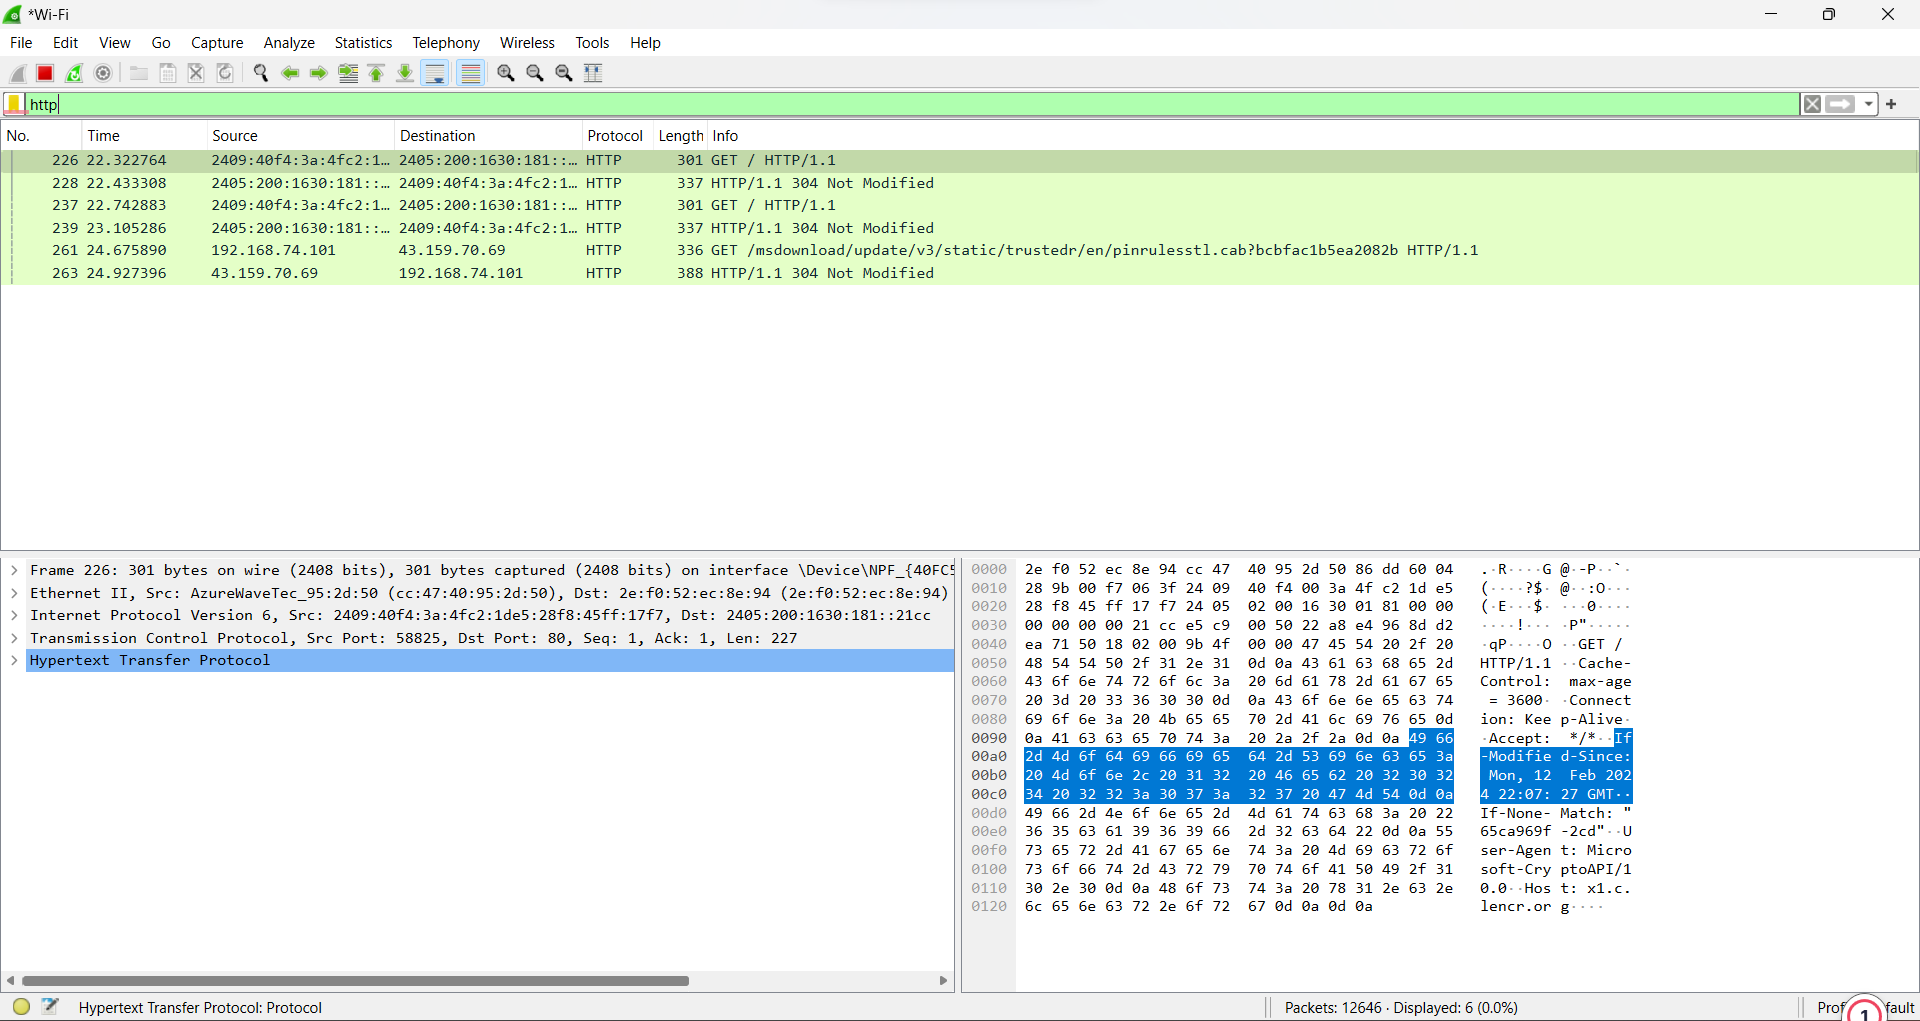 *Wi-Fi
File Edit View Go Capture Analyze Statistics Telephony Wireless Tools Help
http
No. Time Source Destination Protocol Length Info
226 22.322764 2409:40f4:3a:4fc2:1… 2405:200:1630:181::… HTTP 301 GET / HTTP/1.1
228 22.433308 2405:200:1630:181::… 2409:40f4:3a:4fc2:1… HTTP 337 HTTP/1.1 304 Not Modified
237 22.742883 2409:40f4:3a:4fc2:1… 2405:200:1630:181::… HTTP 301 GET / HTTP/1.1
239 23.105286 2405:200:1630:181::… 2409:40f4:3a:4fc2:1… HTTP 337 HTTP/1.1 304 Not Modified
261 24.675890 192.168.74.101 43.159.70.69 HTTP 336 GET /msdownload/update/v3/static/trustedr/en/pinrulesstl.cab?bcbfac1b5ea2082b HTTP/1.1
263 24.927396 43.159.70.69 192.168.74.101 HTTP 388 HTTP/1.1 304 Not Modified
Frame 226: 301 bytes on wire (2408 bits), 301 bytes captured (2408 bits) on interface \Device\NPF_{40FC5
Ethernet II, Src: AzureWaveTec_95:2d:50 (cc:47:40:95:2d:50), Dst: 2e:f0:52:ec:8e:94 (2e:f0:52:ec:8e:94)
Internet Protocol Version 6, Src: 2409:40f4:3a:4fc2:1de5:28f8:45ff:17f7, Dst: 2405:200:1630:181::21cc
Transmission Control Protocol, Src Port: 58825, Dst Port: 80, Seq: 1, Ack: 1, Len: 227
Hypertext Transfer Protocol
0000 2e f0 52 ec 8e 94 cc 47 40 95 2d 50 86 dd 60 04 .·R····G @·-P··`·
0010 28 9b 00 f7 06 3f 24 09 40 f4 00 3a 4f c2 1d e5 (····?$· @··:O···
0020 28 f8 45 ff 17 f7 24 05 02 00 16 30 01 81 00 00 (·E···$· ···0····
0030 00 00 00 00 21 cc e5 c9 00 50 22 a8 e4 96 8d d2 ····!··· ·P"·····
0040 ea 71 50 18 02 00 9b 4f 00 00 47 45 54 20 2f 20 ·qP····O ··GET /
0050 48 54 54 50 2f 31 2e 31 0d 0a 43 61 63 68 65 2d HTTP/1.1 ··Cache-
0060 43 6f 6e 74 72 6f 6c 3a 20 6d 61 78 2d 61 67 65 Control: max-age
0070 20 3d 20 33 36 30 30 0d 0a 43 6f 6e 6e 65 63 74 = 3600· ·Connect
0080 69 6f 6e 3a 20 4b 65 65 70 2d 41 6c 69 76 65 0d ion: Kee p-Alive·
0090 0a 41 63 63 65 70 74 3a 20 2a 2f 2a 0d 0a 49 66 ·Accept: */*··If
00a0 2d 4d 6f 64 69 66 69 65 64 2d 53 69 6e 63 65 3a -Modifie d-Since:
00b0 20 4d 6f 6e 2c 20 31 32 20 46 65 62 20 32 30 32 Mon, 12 Feb 202
00c0 34 20 32 32 3a 30 37 3a 32 37 20 47 4d 54 0d 0a 4 22:07: 27 GMT··
00d0 49 66 2d 4e 6f 6e 65 2d 4d 61 74 63 68 3a 20 22 If-None- Match: "
00e0 36 35 63 61 39 36 39 66 2d 32 63 64 22 0d 0a 55 65ca969f -2cd"··U
00f0 73 65 72 2d 41 67 65 6e 74 3a 20 4d 69 63 72 6f ser-Agen t: Micro
0100 73 6f 66 74 2d 43 72 79 70 74 6f 41 50 49 2f 31 soft-Cry ptoAPI/1
0110 30 2e 30 0d 0a 48 6f 73 74 3a 20 78 31 2e 63 2e 0.0··Hos t: x1.c.
0120 6c 65 6e 63 72 2e 6f 72 67 0d 0a 0d 0a lencr.or g····
Hypertext Transfer Protocol: Protocol
Packets: 12646 · Displayed: 6 (0.0%)
Prof
fault
1